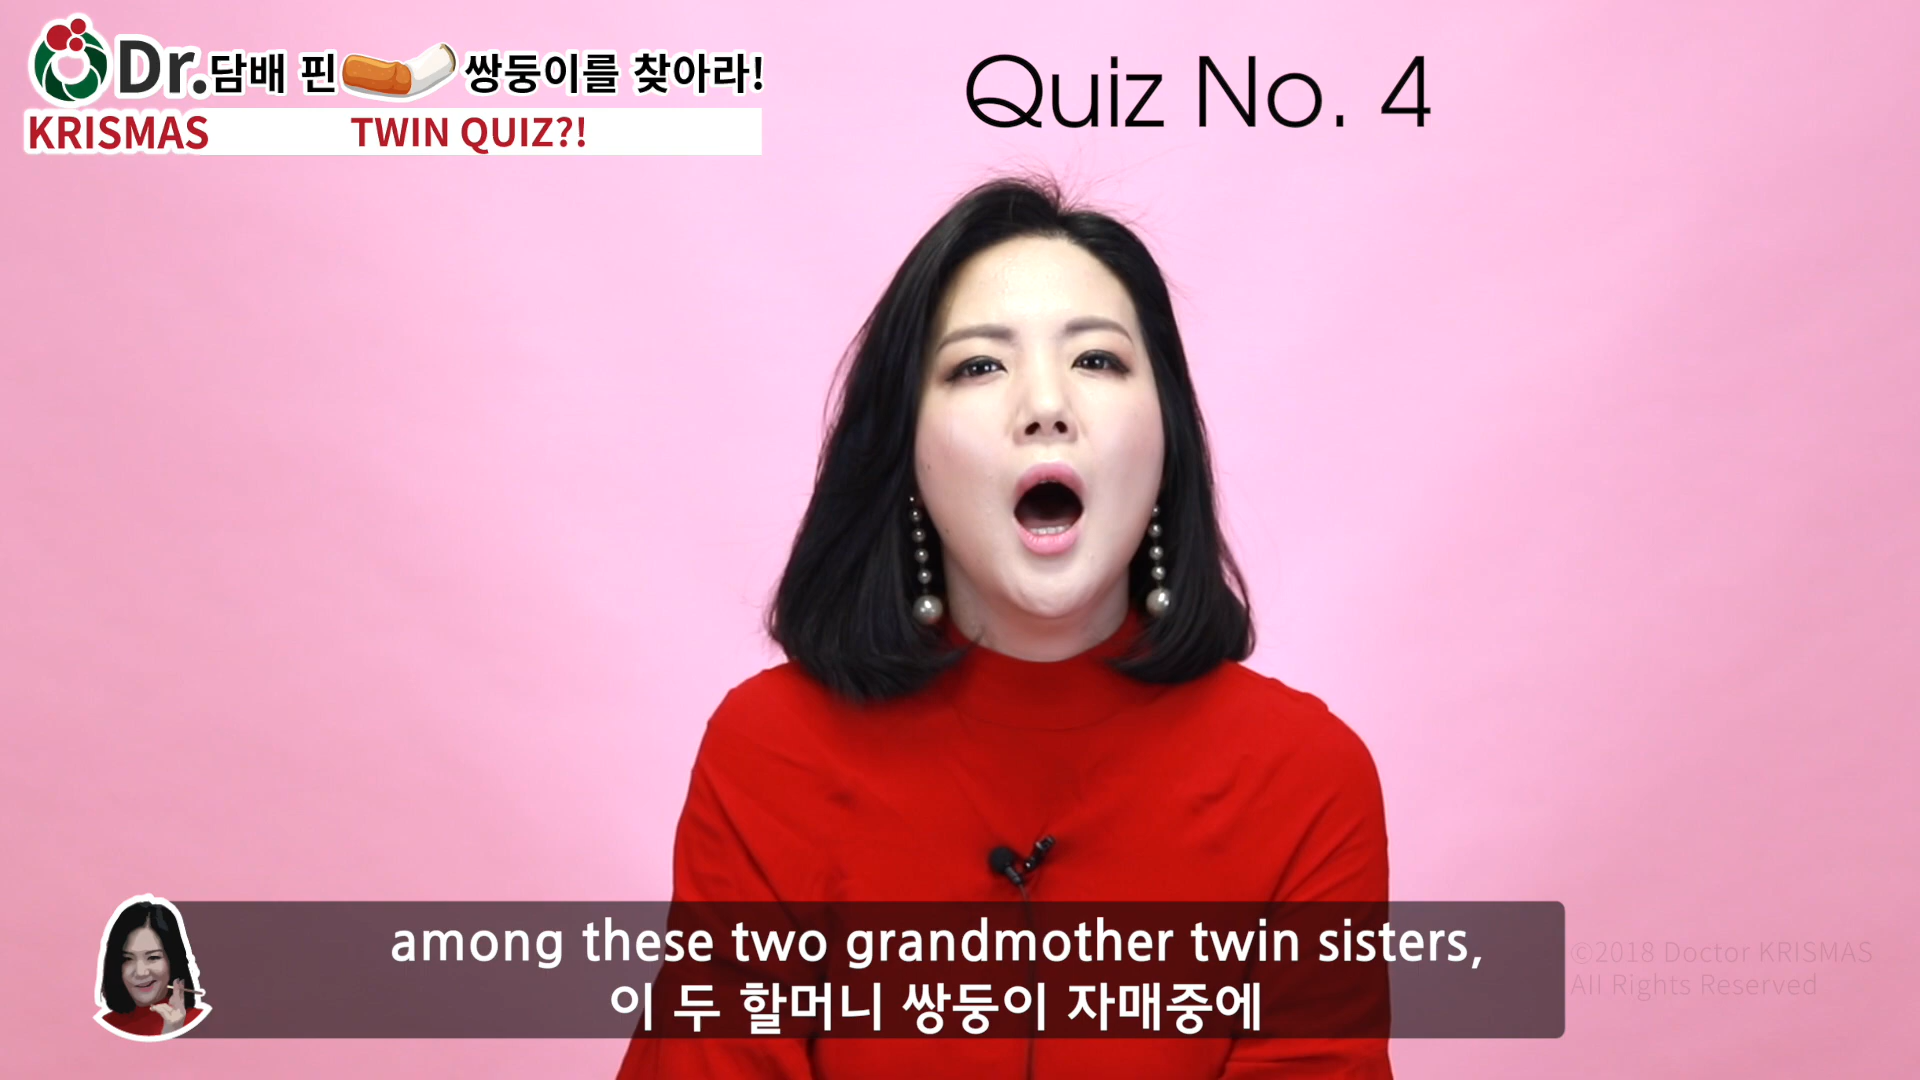 Dr.담배 핀 쌍둥이를 찾아라!
KRISMAS
TWIN QUIZ?!
Quiz No. 4
among these two grandmother twin sisters,
이 두 할머니 쌍둥이 자매중에
©2018 Doctor KRISMAS
All Rights Reserved